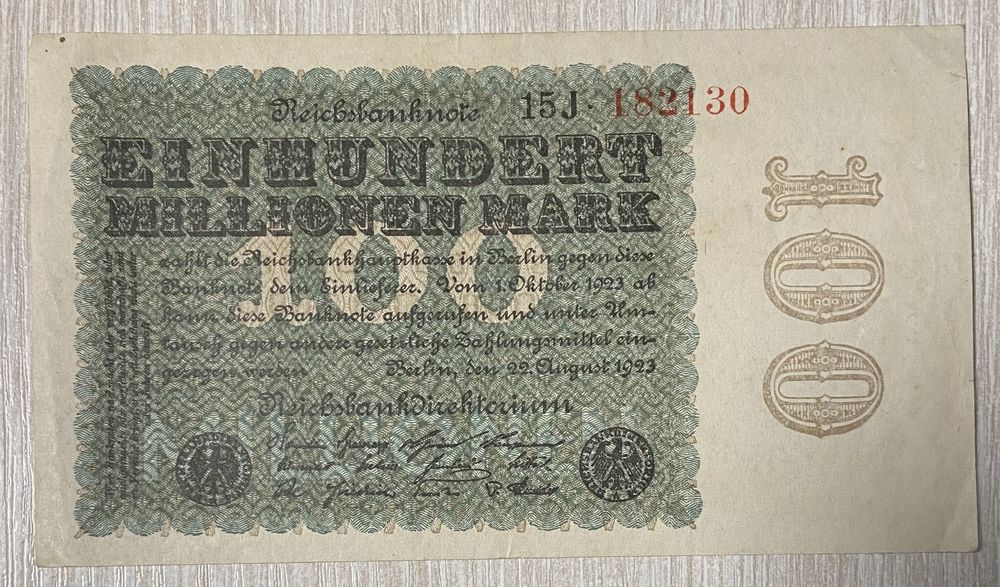 Reichsbanknote 15J· 182130
EINHUNDERT
MILLIONEN MARK
100
zahlt die Reichsbankhauptkasse in Berlin gegen diese
Banknote dem Einlieferer. Vom 1. Oktober 1923 ab
kann diese Banknote aufgerufen und unter Um-
tausch gegen andere gesetzliche Zahlungsmittel ein-
gezogen werden
Berlin, den 22. August 1923
Reichsbankdirektorium
100